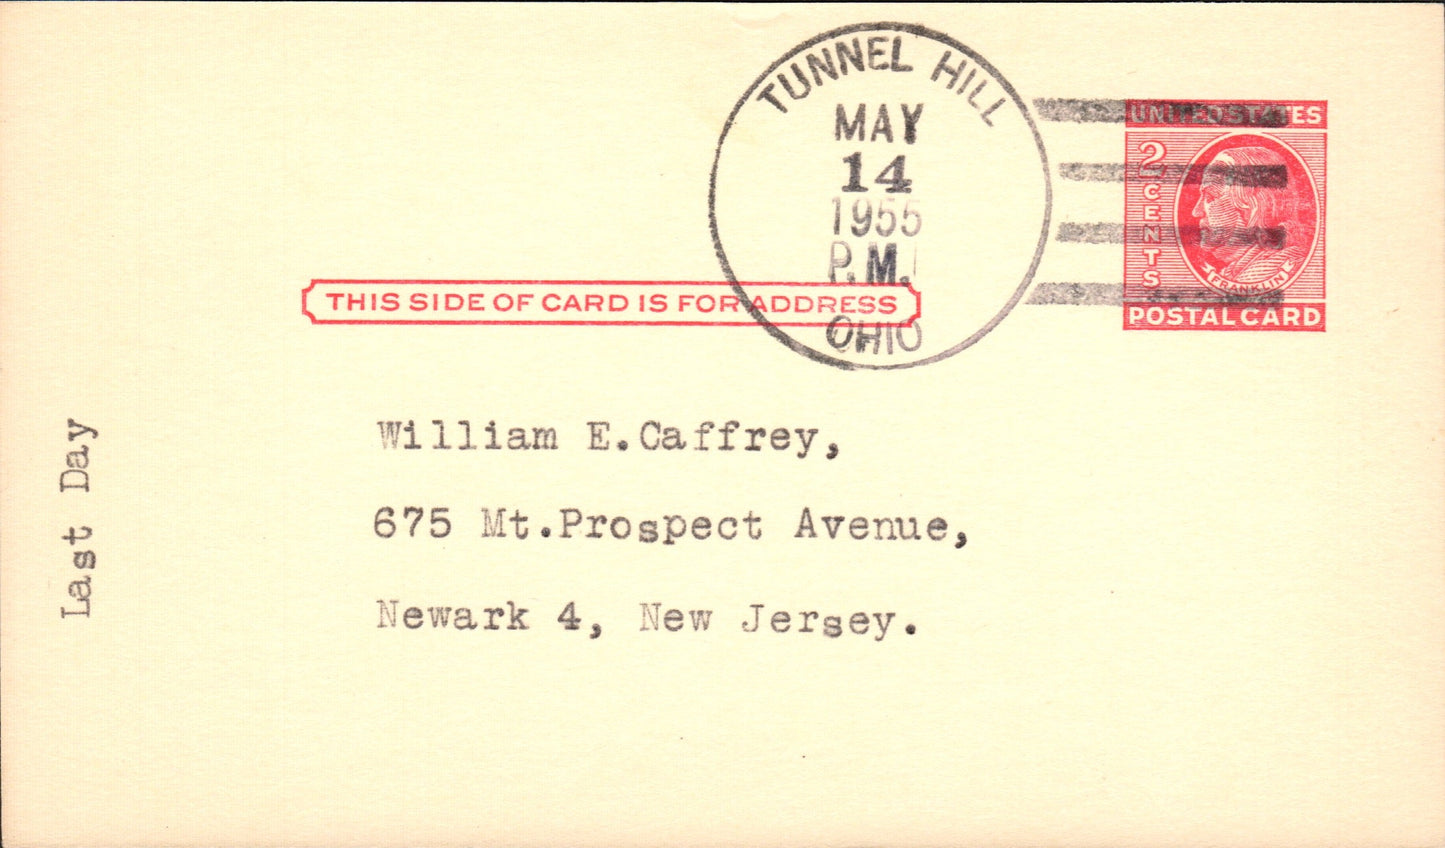 TUNNEL HILL
MAY
14
1955
P.M.
OHIO
UNITED STATES
2 CENTS
FRANKLIN
POSTAL CARD
THIS SIDE OF CARD IS FOR ADDRESS
Last Day
William E.Caffrey,
675 Mt.Prospect Avenue,
Newark 4, New Jersey.